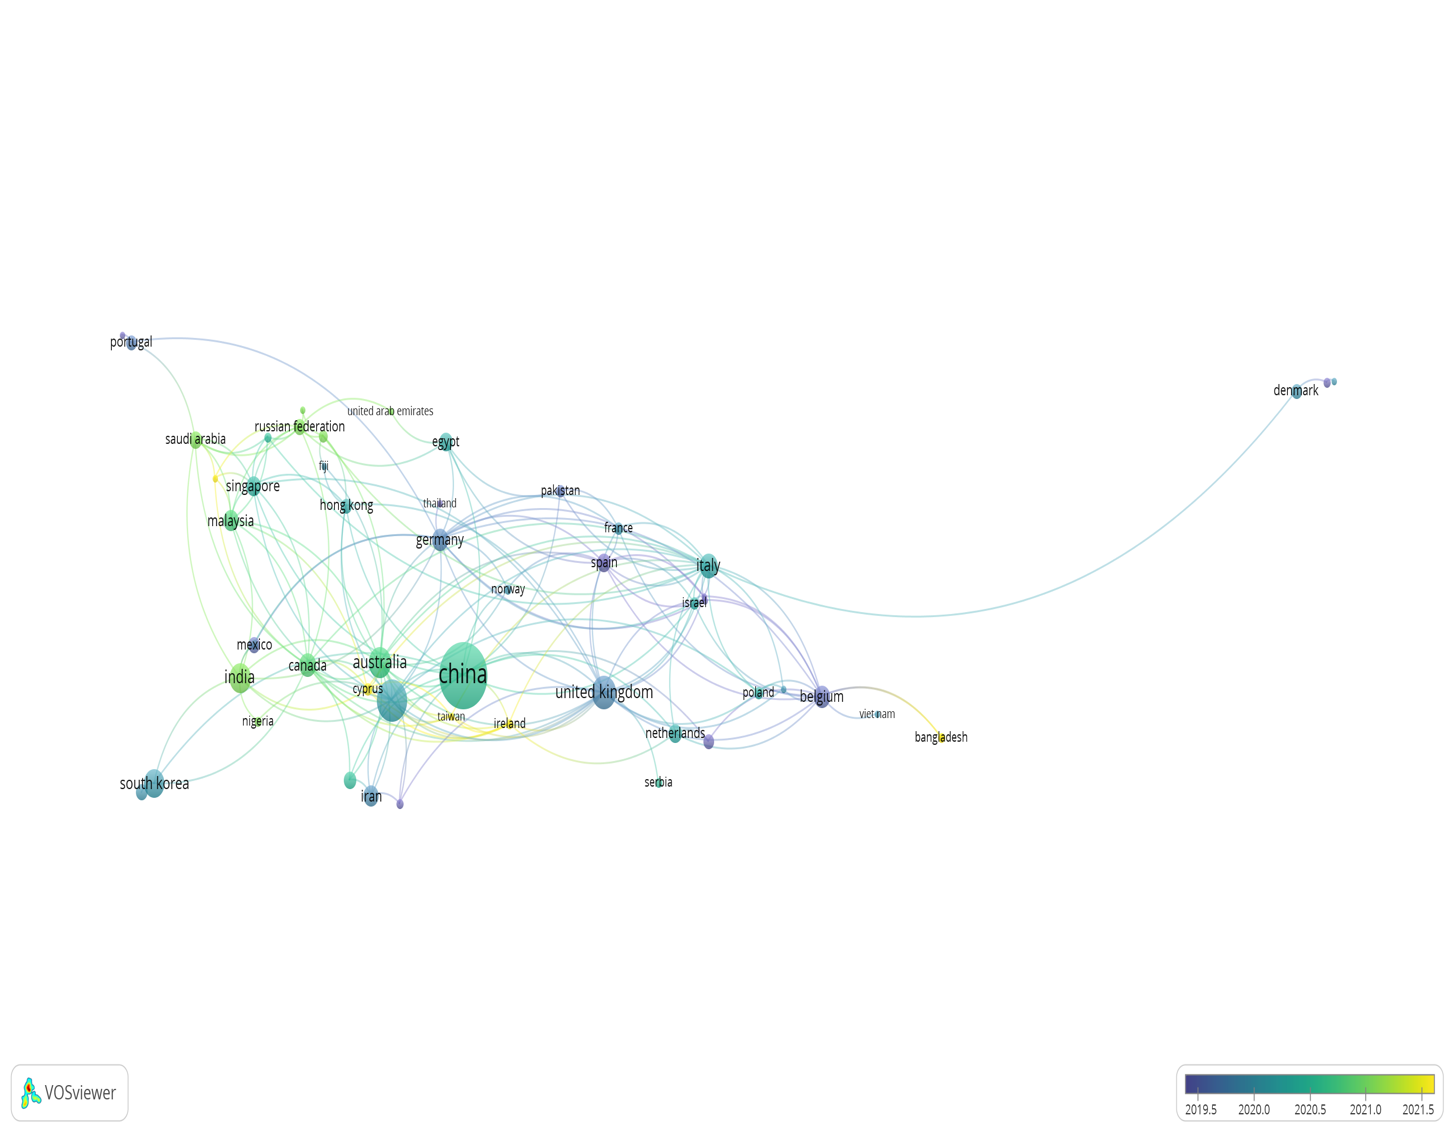 portugal
denmark
united arab emirates
russian federation
saudi arabia
egypt
fiji
singapore
pakistan
thailand
hong kong
malaysia
france
germany
spain
italy
norway
israel
mexico
australia
canada
china
india
cyprus
united kingdom
poland
belgium
taiwan
viet nam
nigeria
ireland
netherlands
bangladesh
south korea
serbia
iran
VOSviewer
2019.5 2020.0 2020.5 2021.0 2021.5